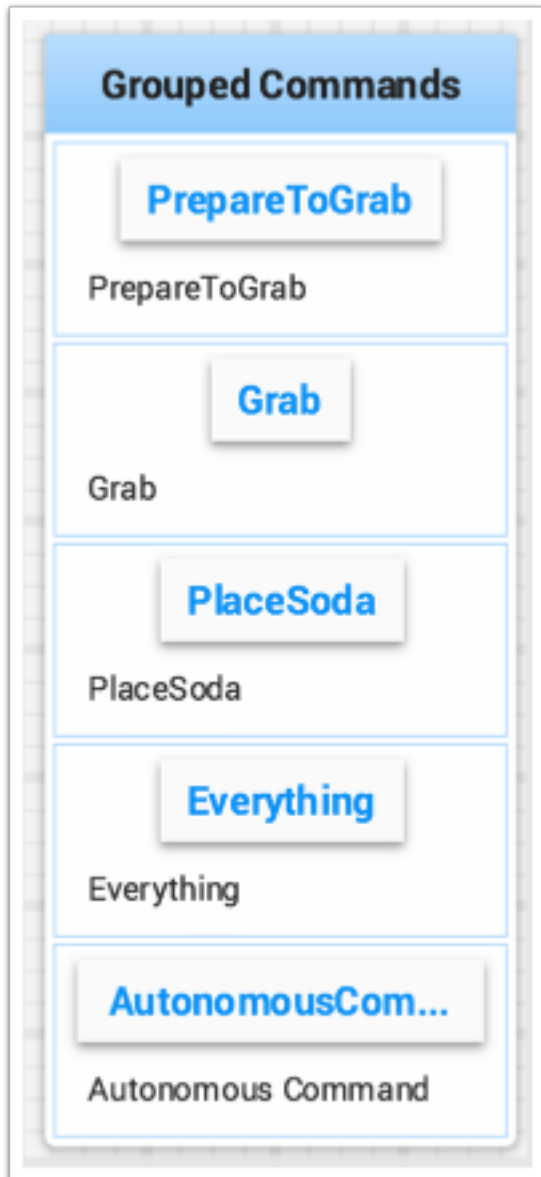 Grouped Commands
PrepareToGrab
PrepareToGrab
Grab
Grab
PlaceSoda
PlaceSoda
Everything
Everything
AutonomousCom...
Autonomous Command